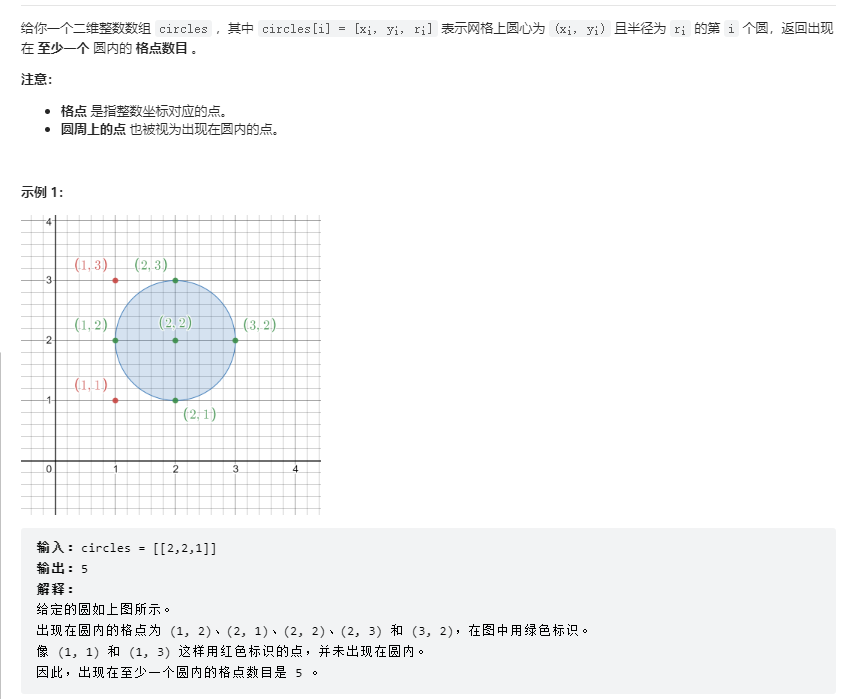 给你一个二维整数数组 circles ，其中 circles[i] = [xi, yi, ri] 表示网格上圆心为 (xi, yi) 且半径为 ri 的第 i 个圆，返回出现
在 至少一个 圆内的 格点数目 。
注意：
• 格点 是指整数坐标对应的点。
• 圆周上的点 也被视为出现在圆内的点。
示例 1：
4
(1, 3) (2, 3)
3
(1, 2) (2, 2) (3, 2)
2
(1, 1)
1
(2, 1)
0 1 2 3 4
输入：circles = [[2,2,1]]
输出：5
解释：
给定的圆如上图所示。
出现在圆内的格点为 (1, 2)、(2, 1)、(2, 2)、(2, 3) 和 (3, 2)，在图中用绿色标识。
像 (1, 1) 和 (1, 3) 这样用红色标识的点，并未出现在圆内。
因此，出现在至少一个圆内的格点数目是 5 。